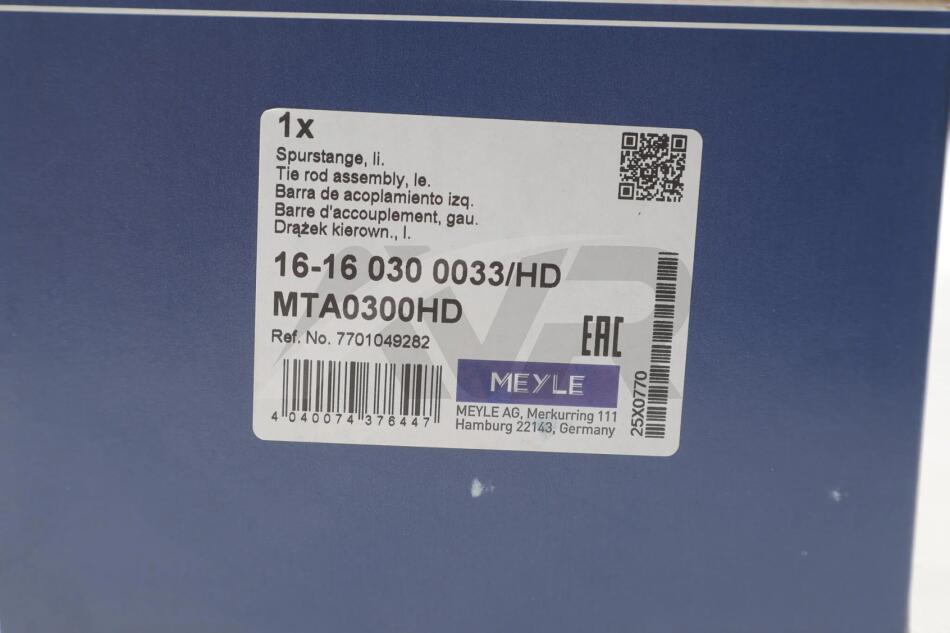 1x
Spurstange, li.
Tie rod assembly, le.
Barra de acoplamiento izq.
Barre d'accouplement, gau.
Drążek kierown., l.
16-16 030 0033/HD
MTA0300HD
Ref. No. 7701049282
EAC
MEYLE
MEYLE AG, Merkurring 111
Hamburg 22143, Germany
4 040074 376447
25X0770
AVR